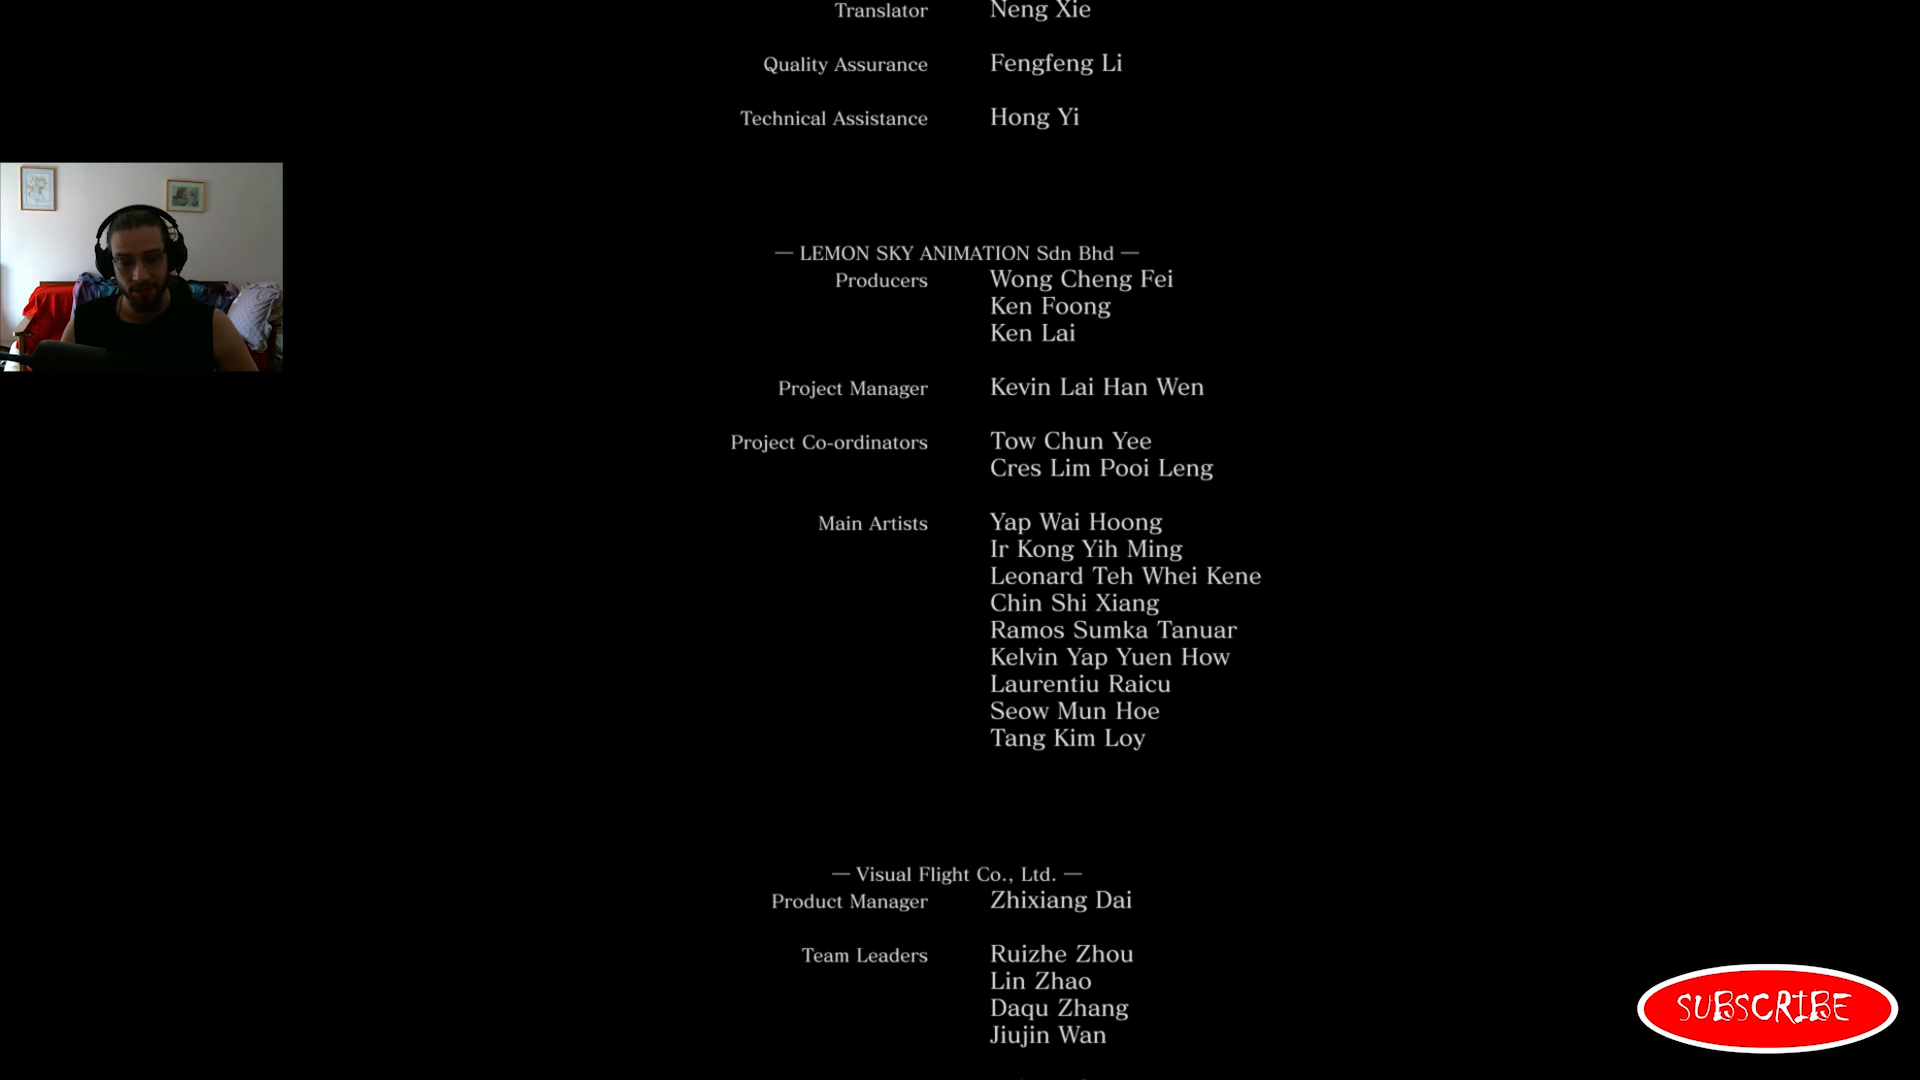 Translator Neng Xie
Quality Assurance Fengfeng Li
Technical Assistance Hong Yi
— LEMON SKY ANIMATION Sdn Bhd —
Producers Wong Cheng Fei
Ken Foong
Ken Lai
Project Manager Kevin Lai Han Wen
Project Co-ordinators Tow Chun Yee
Cres Lim Pooi Leng
Main Artists Yap Wai Hoong
Ir Kong Yih Ming
Leonard Teh Whei Kene
Chin Shi Xiang
Ramos Sumka Tanuar
Kelvin Yap Yuen How
Laurentiu Raicu
Seow Mun Hoe
Tang Kim Loy
— Visual Flight Co., Ltd. —
Product Manager Zhixiang Dai
Team Leaders Ruizhe Zhou
Lin Zhao
Daqu Zhang
Jiujin Wan
SUBSCRIBE